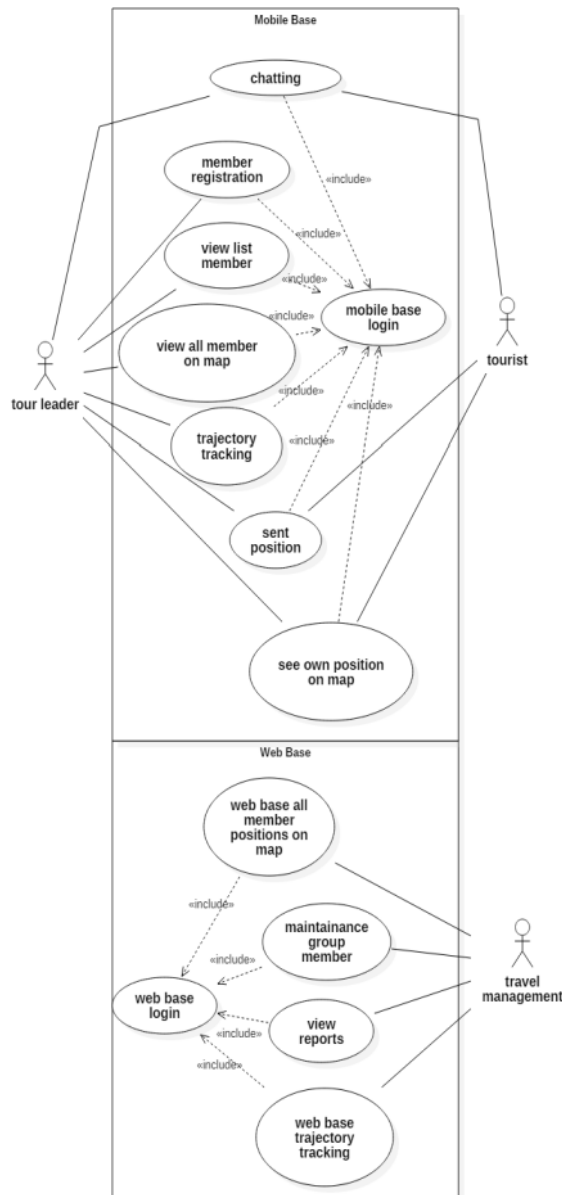 Mobile Base
chatting
«include»
member
registration
«include»
view list
member
«include»
mobile base
login
«include»
view all member
on map
tour leader
tourist
«include»
trajectory
tracking
«include»
sent
position
see own position
on map
Web Base
web base all
member
positions on
map
«include»
maintainance
group
member
«include»
travel
management
web base
login
view
reports
«include»
«include»
web base
trajectory
tracking